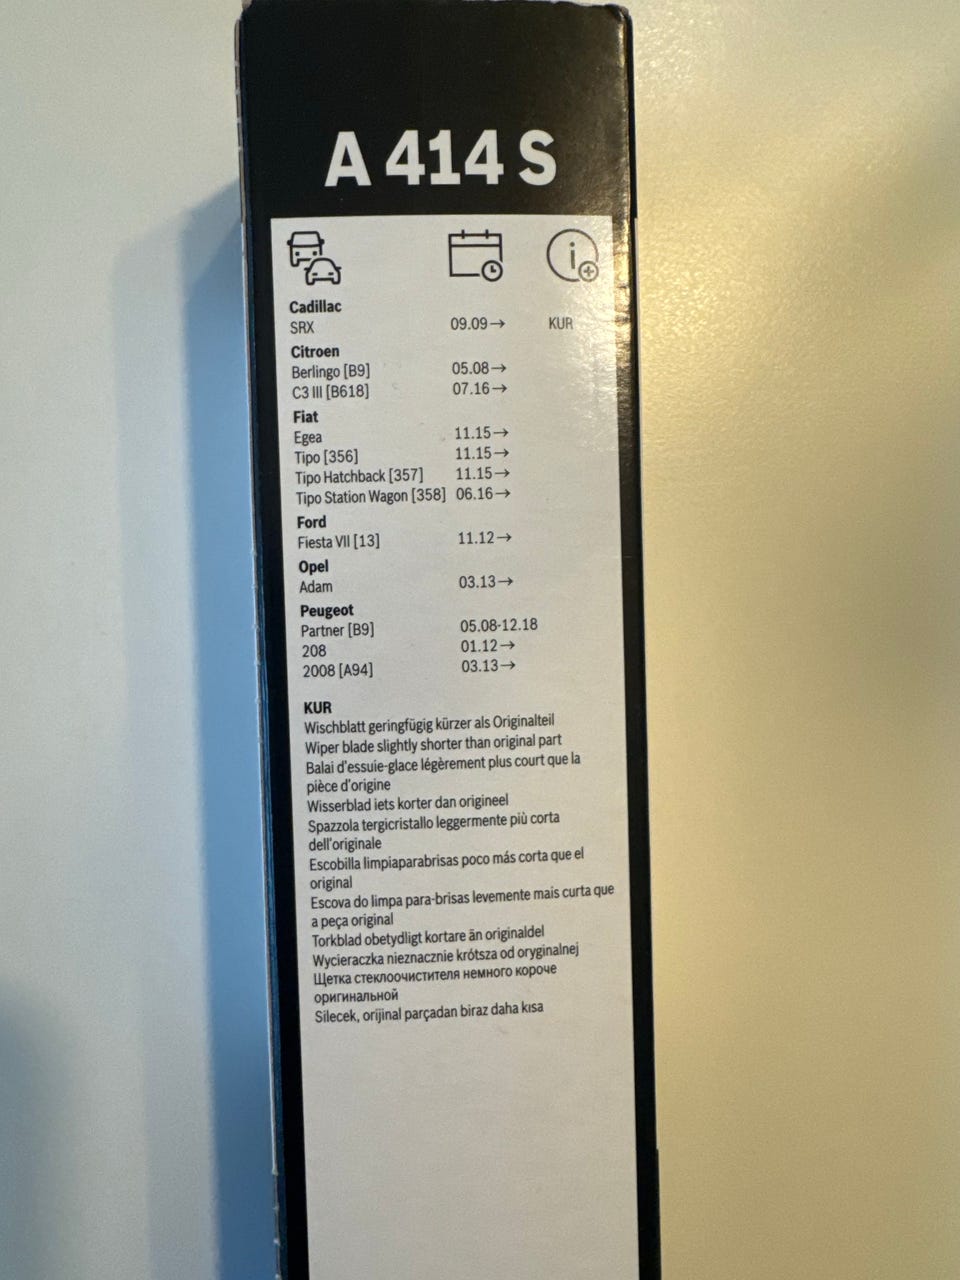 A 414 S
Cadillac
SRX 09.09→ KUR
Citroen
Berlingo [B9] 05.08→
C3 III [B618] 07.16→
Fiat
Egea 11.15→
Tipo [356] 11.15→
Tipo Hatchback [357] 11.15→
Tipo Station Wagon [358] 06.16→
Ford
Fiesta VII [13] 11.12→
Opel
Adam 03.13→
Peugeot
Partner [B9] 05.08-12.18
208 01.12→
2008 [A94] 03.13→
KUR
Wischblatt geringfügig kürzer als Originalteil
Wiper blade slightly shorter than original part
Balai d'essuie-glace légèrement plus court que la
pièce d'origine
Wisserblad iets korter dan origineel
Spazzola tergicristallo leggermente più corta
dell'originale
Escobilla limpiaparabrisas poco más corta que el
original
Escova do limpa para-brisas levemente mais curta que
a peça original
Torkblad obetydligt kortare än originaldel
Wycieraczka nieznacznie krótsza od oryginalnej
Щетка стеклоочистителя немного короче
оригинальной
Silecek, orijinal parçadan biraz daha kısa